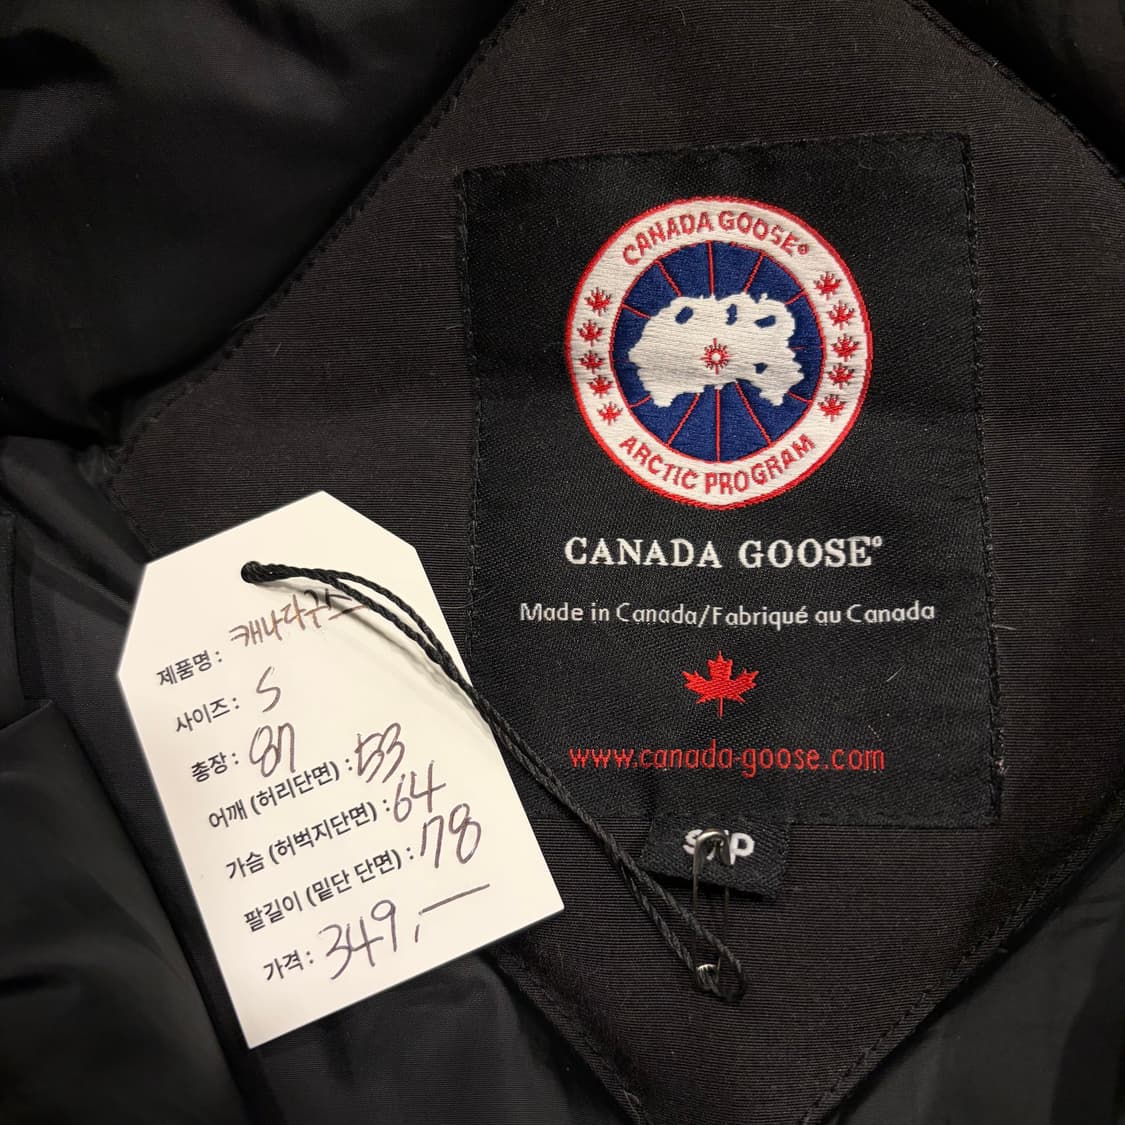 CANADA GOOSE®
ARCTIC PROGRAM
CANADA GOOSE®
Made in Canada/Fabriqué au Canada
www.canada-goose.com
S/P
제품명 : 캐나다구스
사이즈 : S
총장 : 87
어깨 (허리단면) : 53
가슴 (허벅지단면) : 64
팔길이 (밑단 단면) : 78
가격 : 349,—